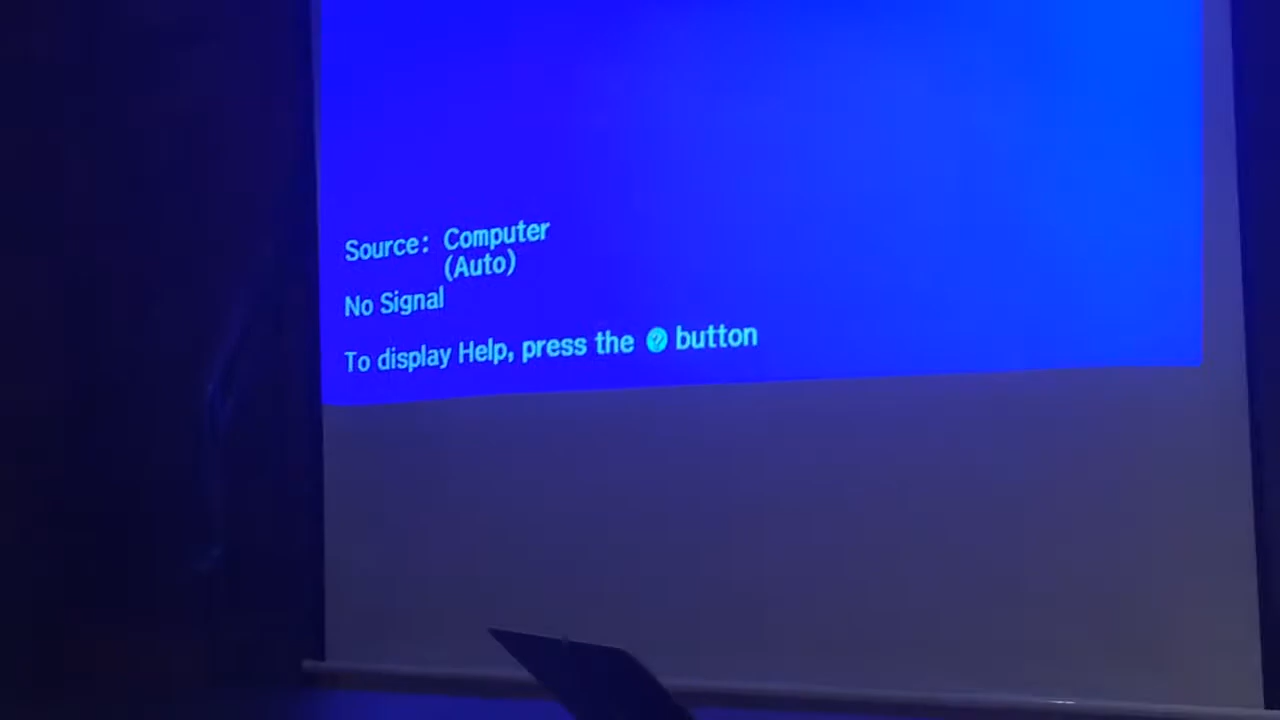 Source: Computer
(Auto)
No Signal
To display Help, press the ? button